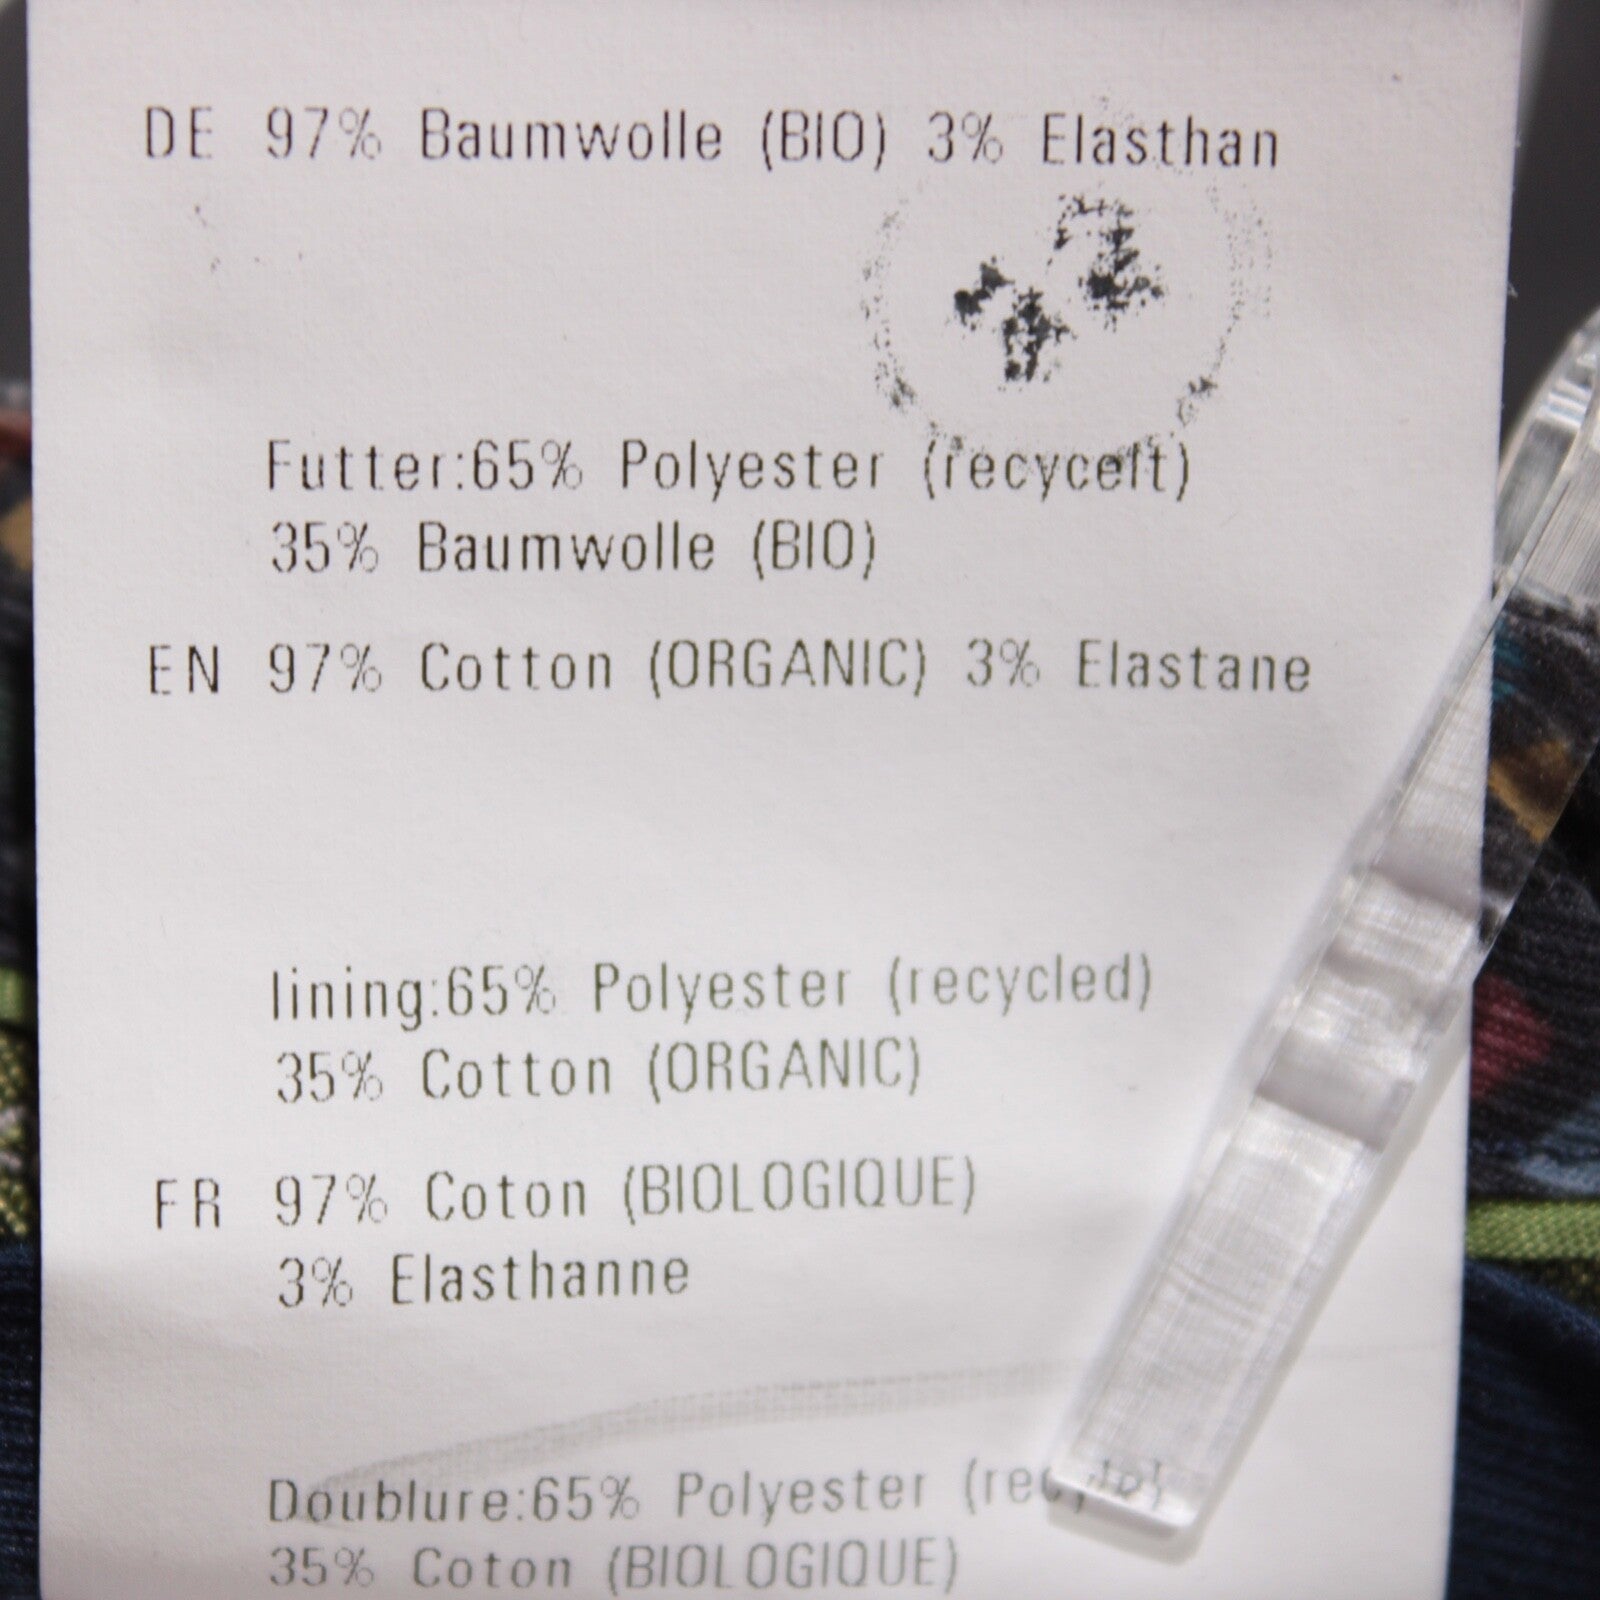 DE 97% Baumwolle (BIO) 3% Elasthan
Futter:65% Polyester (recycelt)
35% Baumwolle (BIO)
EN 97% Cotton (ORGANIC) 3% Elastane
lining:65% Polyester (recycled)
35% Cotton (ORGANIC)
FR 97% Coton (BIOLOGIQUE)
3% Elasthanne
Doublure:65% Polyester
35% Coton (BIOLOGIQUE)